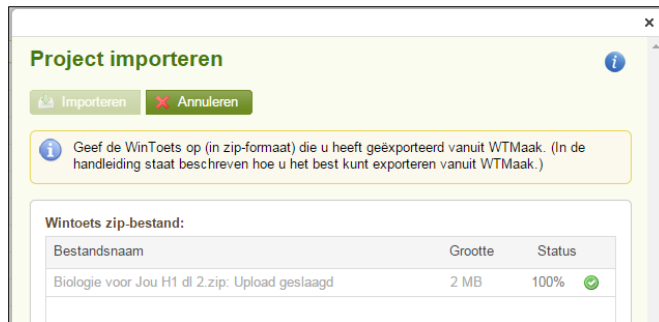 Project importeren
Importeren Annuleren
Geef de WinToets op (in zip-formaat) die u heeft geëxporteerd vanuit WTMaak. (In de
handleiding staat beschreven hoe u het best kunt exporteren vanuit WTMaak.)
Wintoets zip-bestand:
Bestandsnaam Grootte Status
Biologie voor Jou H1 dl 2.zip: Upload geslaagd 2 MB 100%